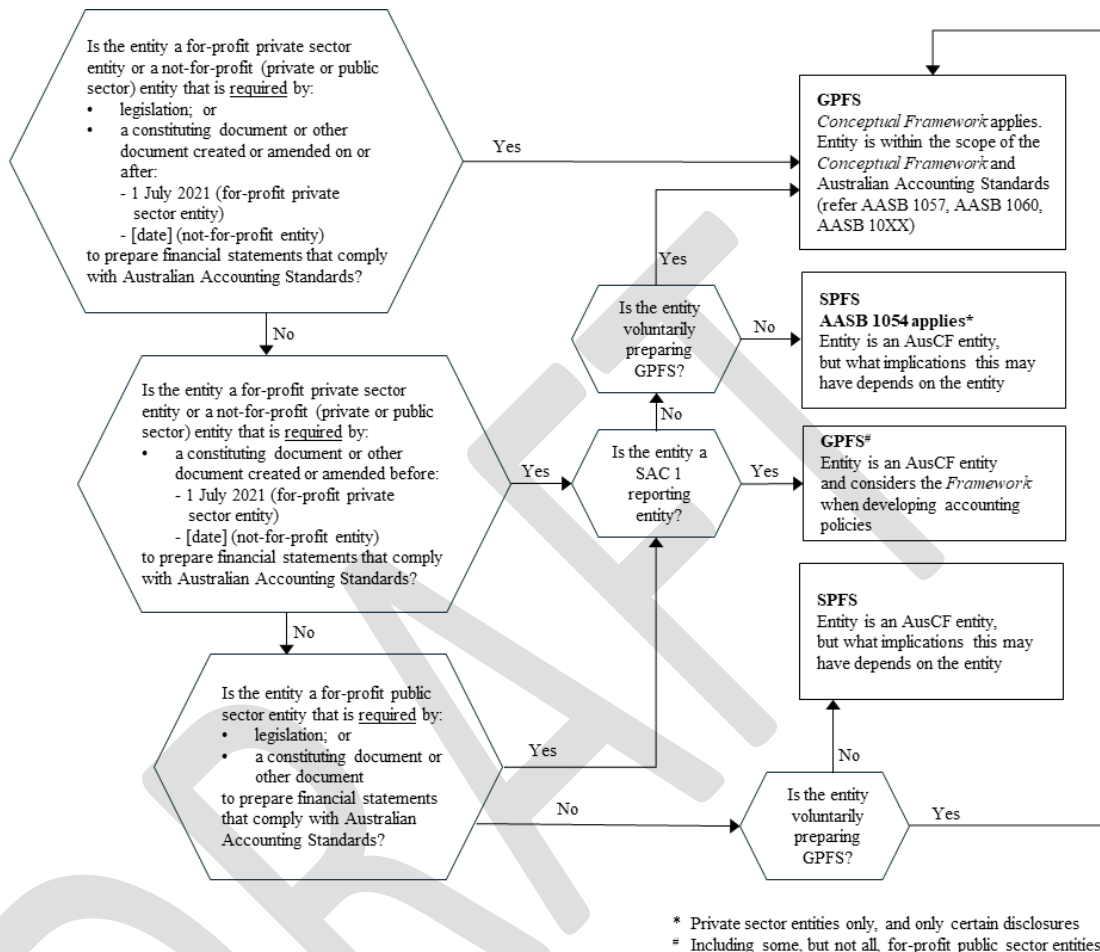 Is the entity a for-profit private sector
entity or a not-for-profit (private or public
sector) entity that is required by:
• legislation; or
• a constituting document or other
document created or amended on or
after:
- 1 July 2021 (for-profit private
sector entity)
- [date] (not-for-profit entity)
to prepare financial statements that comply
with Australian Accounting Standards?
Yes
GPFS
Conceptual Framework applies.
Entity is within the scope of the
Conceptual Framework and
Australian Accounting Standards
(refer AASB 1057, AASB 1060,
AASB 10XX)
No
Yes
Is the entity
voluntarily
preparing
GPFS?
No
SPFS
AASB 1054 applies*
Entity is an AusCF entity,
but what implications this may
have depends on the entity
No
Is the entity a for-profit private sector
entity or a not-for-profit (private or public
sector) entity that is required by:
• a constituting document or other
document created or amended before:
- 1 July 2021 (for-profit private
sector entity)
- [date] (not-for-profit entity)
to prepare financial statements that comply
with Australian Accounting Standards?
Yes
Is the entity a
SAC 1
reporting
entity?
Yes
GPFS#
Entity is an AusCF entity
and considers the Framework
when developing accounting
policies
No
SPFS
Entity is an AusCF entity,
but what implications this may
have depends on the entity
Is the entity a for-profit public
sector entity that is required by:
• legislation; or
• a constituting document or
other document
to prepare financial statements
that comply with Australian
Accounting Standards?
Yes
No
No
Is the entity
voluntarily
preparing
GPFS?
Yes
* Private sector entities only, and only certain disclosures
# Including some, but not all, for-profit public sector entities
DRAFT